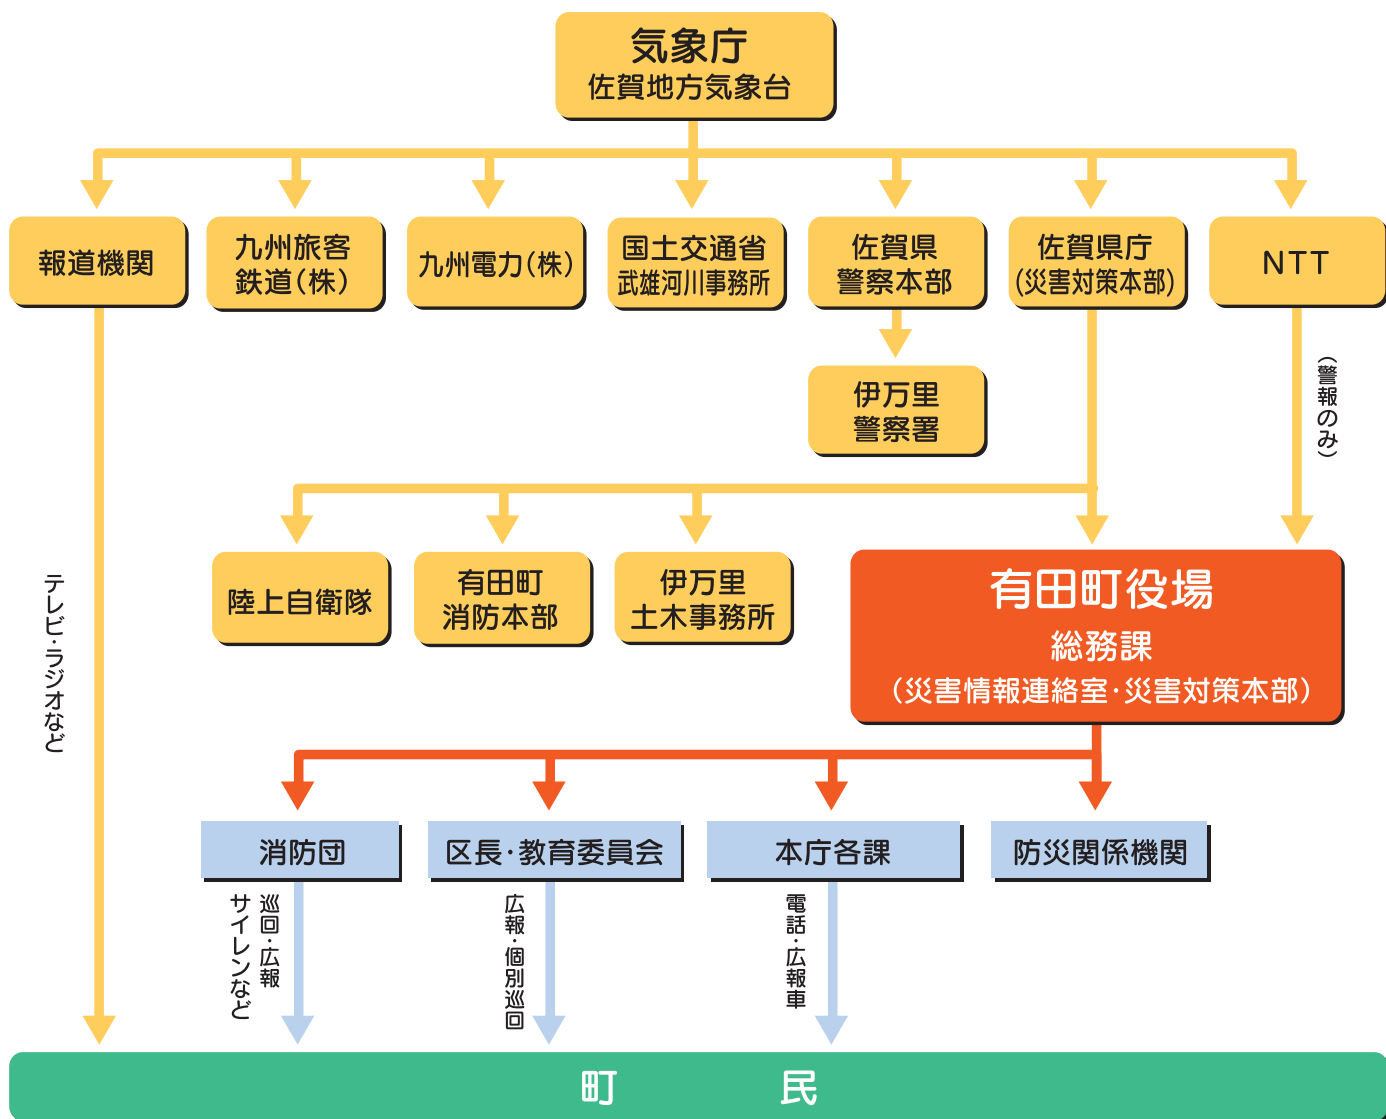 気象庁
佐賀地方気象台
報道機関
九州旅客
鉄道(株)
九州電力(株)
国土交通省
武雄河川事務所
佐賀県
警察本部
佐賀県庁
(災害対策本部)
NTT
伊万里
警察署
(警報のみ)
陸上自衛隊
有田町
消防本部
伊万里
土木事務所
有田町役場
総務課
(災害情報連絡室・災害対策本部)
テレビ・ラジオなど
消防団
区長・教育委員会
本庁各課
防災関係機関
巡回・広報
サイレンなど
広報・個別巡回
電話・広報車
町民